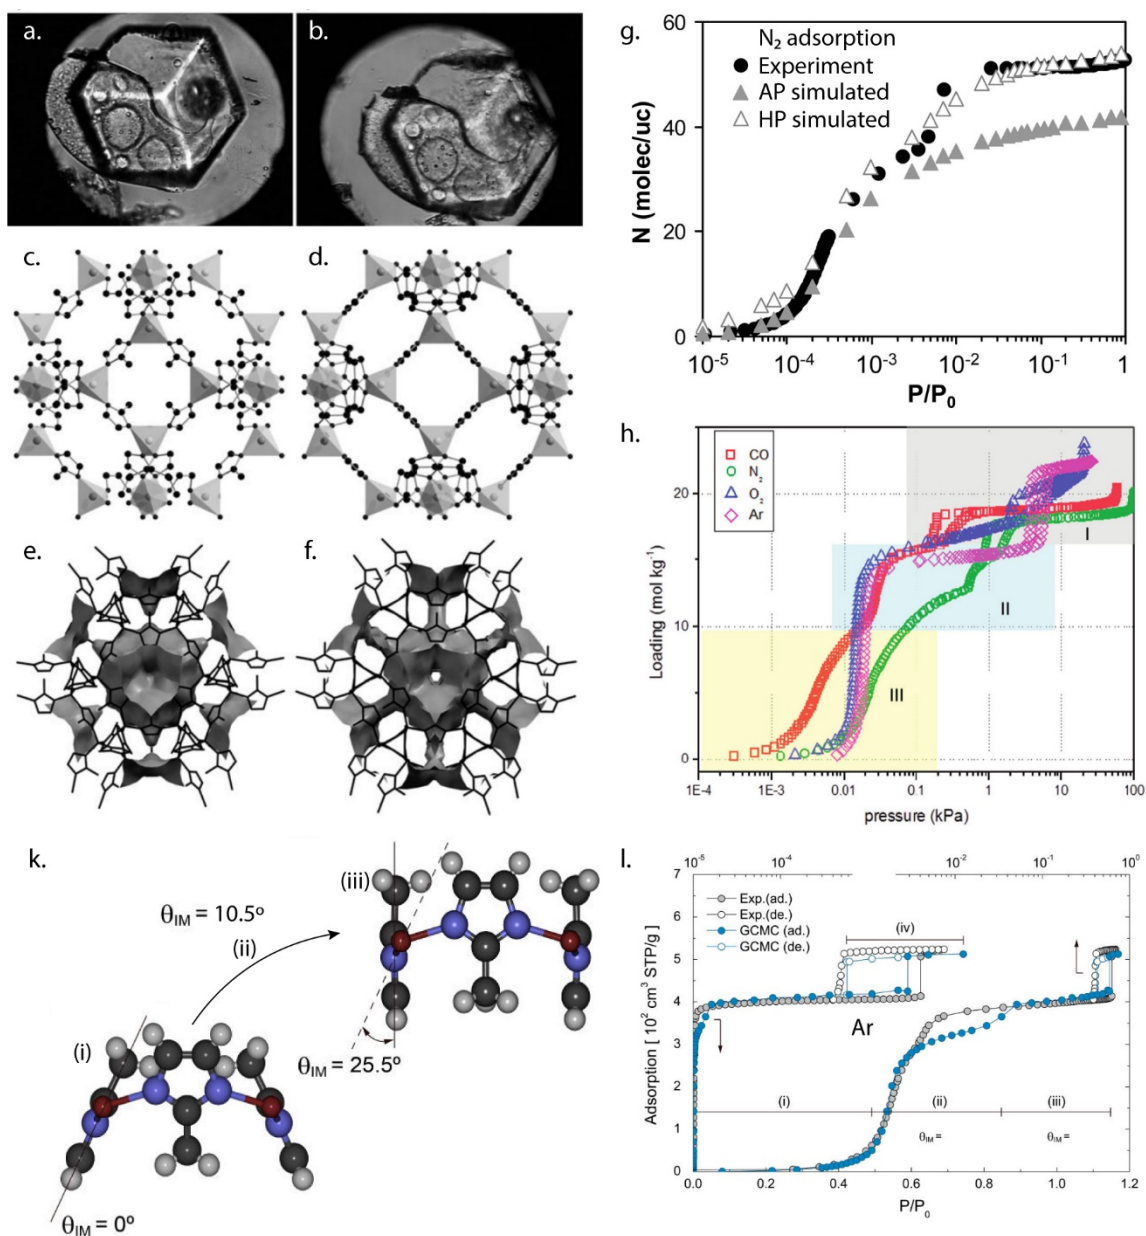 a.
b.
c.
d.
e.
f.
g.
60
40
20
0
N (molec/uc)
N₂ adsorption
Experiment
AP simulated
HP simulated
10⁻⁵
10⁻⁴
10⁻³
10⁻²
10⁻¹
1
P/P₀
h.
CO
N₂
O₂
Ar
20
10
0
Loading (mol kg⁻¹)
I
II
III
1E-4
1E-3
0.01
0.1
1
10
100
pressure (kPa)
k.
(i)
θIM = 0º
θIM = 10.5º
(ii)
(iii)
θIM = 25.5º
l.
10⁻⁵
10⁻⁴
10⁻²
10⁻¹
10⁰
7
6
5
4
3
2
1
0
Adsorption [ 10² cm³ STP/g ]
Exp.(ad.)
Exp.(de.)
GCMC (ad.)
GCMC (de.)
(iv)
Ar
(i)
(ii)
(iii)
θIM =
θIM =
0.0
0.2
0.4
0.6
0.8
1.0
1.2
P/P₀